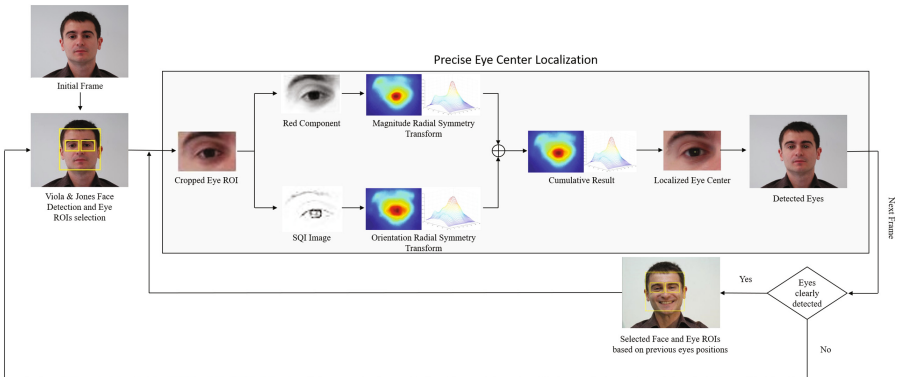 Precise Eye Center Localization
Initial Frame
Viola & Jones Face
Detection and Eye
ROIs selection
Cropped Eye ROI
Red Component
Magnitude Radial Symmetry
Transform
SQI Image
Orientation Radial Symmetry
Transform
Cumulative Result
Localized Eye Center
Detected Eyes
Next Frame
Eyes
clearly
detected
Yes
No
Selected Face and Eye ROIs
based on previous eyes positions